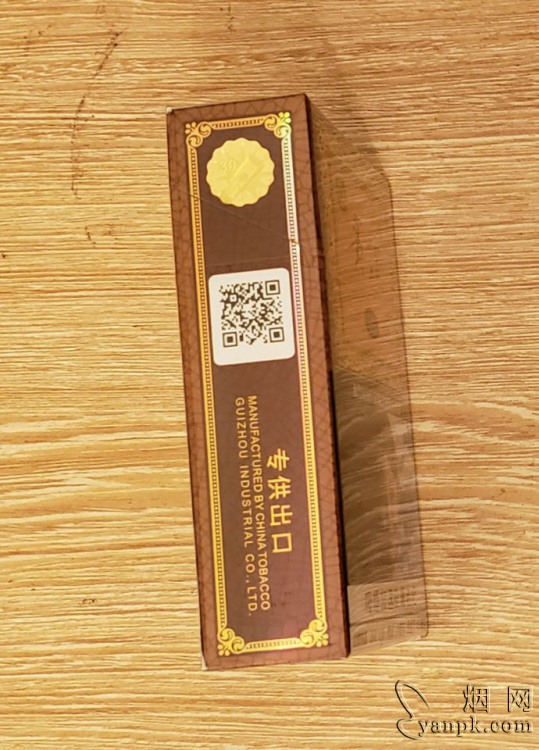 专供出口
MANUFACTURED BY CHINA TOBACCO
GUIZHOU INDUSTRIAL CO., LTD.
烟网
yanpk.com